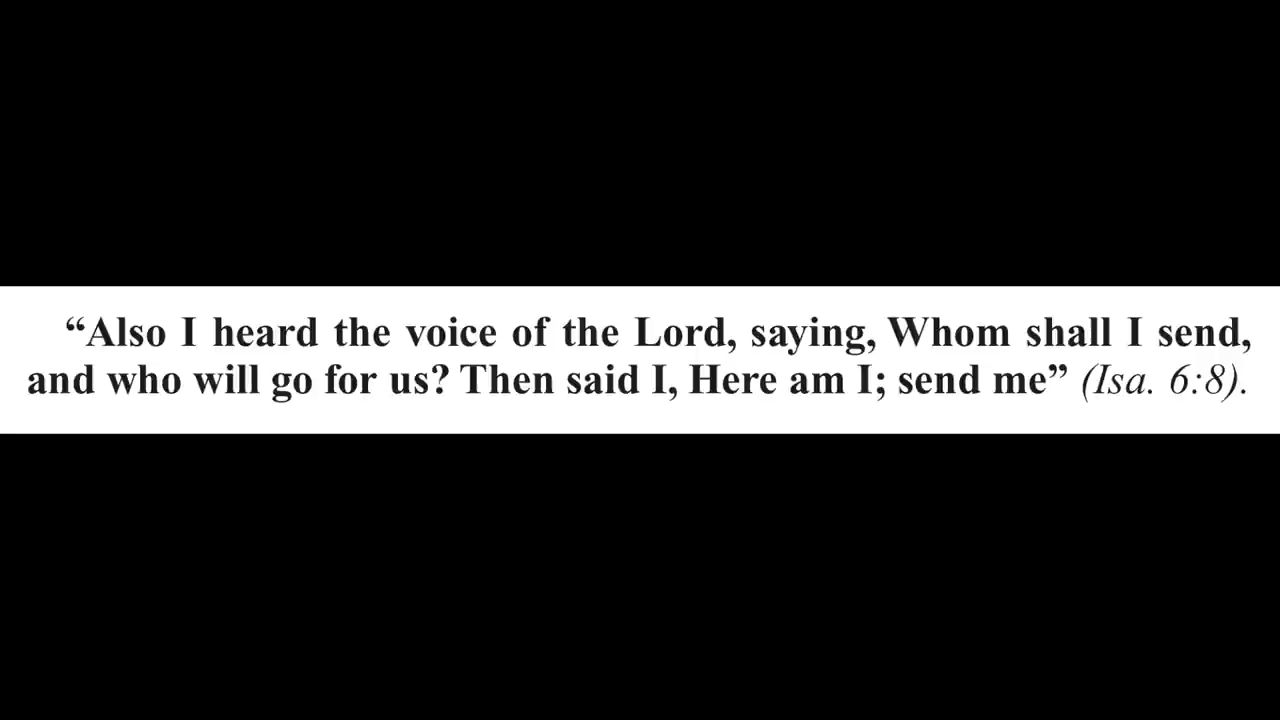 “Also I heard the voice of the Lord, saying, Whom shall I send,
and who will go for us? Then said I, Here am I; send me” (Isa. 6:8).